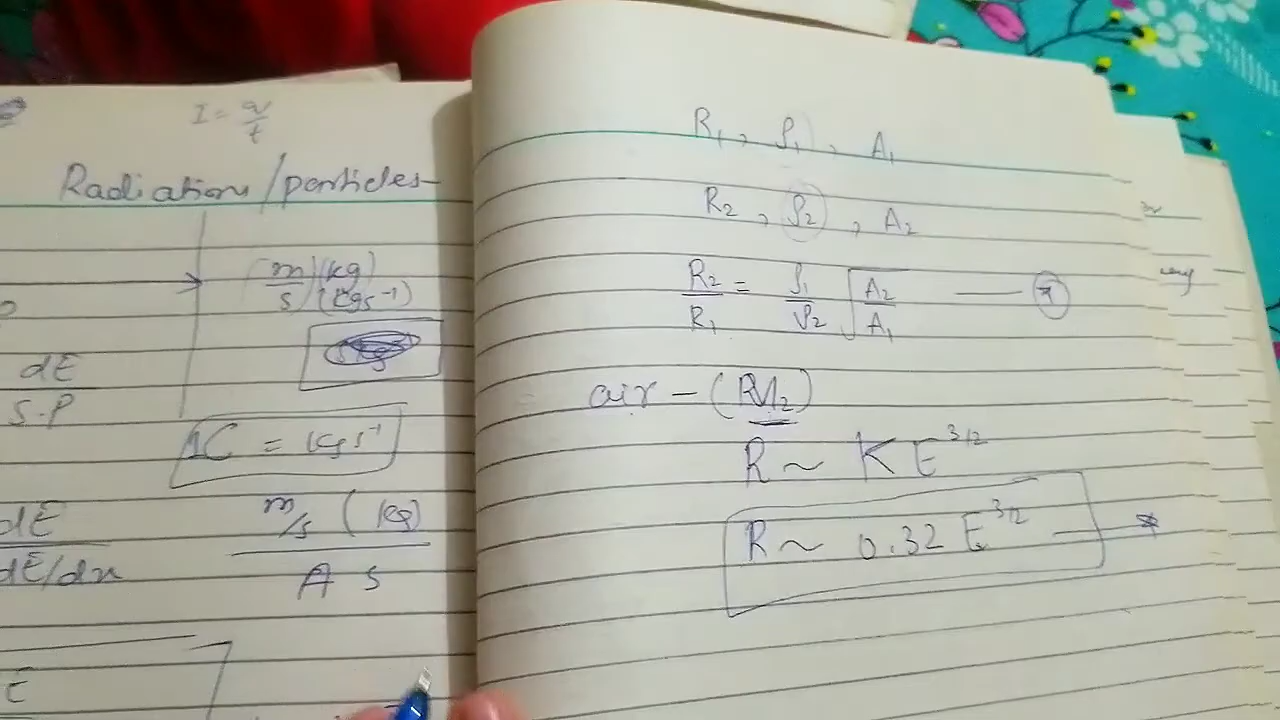 I = q/t
Radiations/particles
(m/s) (kg) (kgs⁻¹)
dE
S.P
1C = kgs⁻¹
dE m/s (kg)
dE/dx A s
E
R₁, ρ₁, A₁
R₂, ρ₂, A₂
R₂/R₁ = ρ₁/ρ₂ √A₂/A₁
air - (
R ~ K E^3/2
R ~ 0.32 E^3/2 *